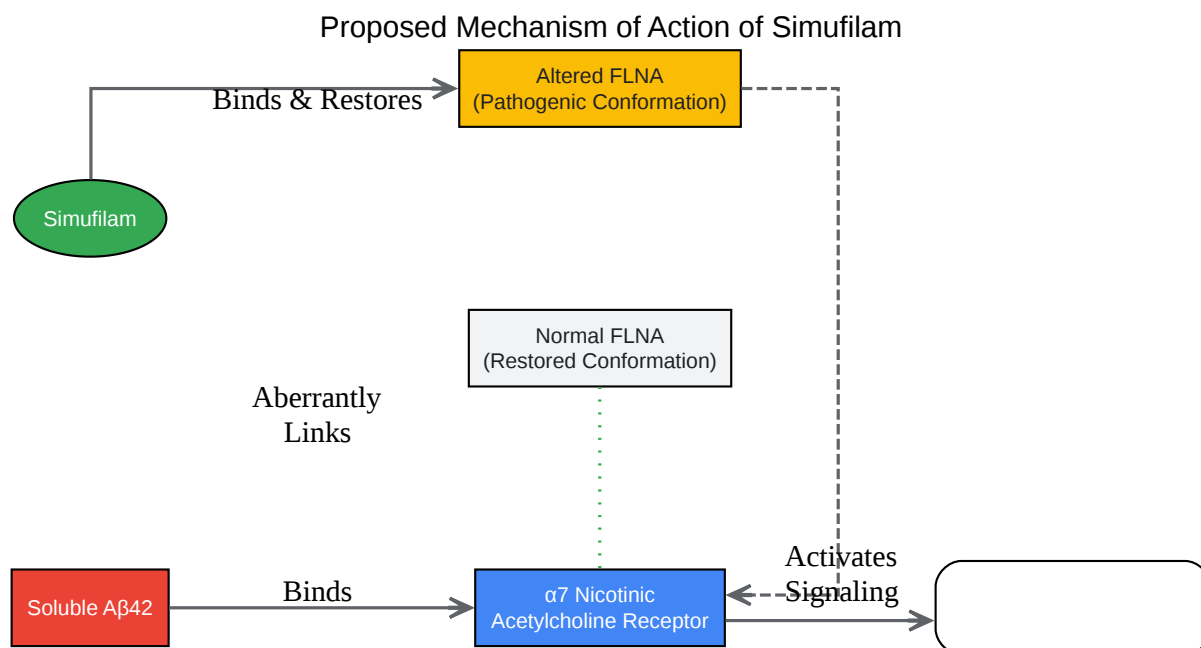 Proposed Mechanism of Action of Simufilam
Altered FLNA
(Pathogenic Conformation)
Binds & Restores
Simufilam
Normal FLNA
(Restored Conformation)
Aberrantly
Links
Activates
Signaling
Soluble Aβ42
Binds
α7 Nicotinic
Acetylcholine Receptor